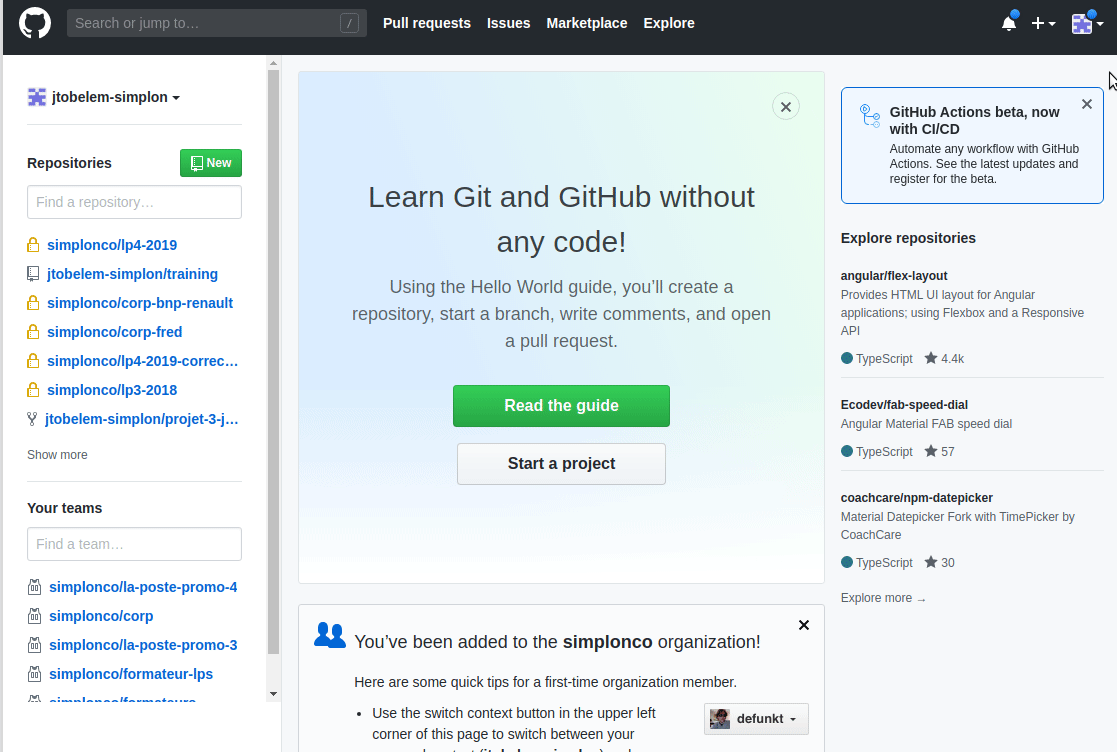 Search or jump to…
/
Pull requests
Issues
Marketplace
Explore
jtobelem-simplon
Repositories
New
Find a repository…
simplonco/lp4-2019
jtobelem-simplon/training
simplonco/corp-bnp-renault
simplonco/corp-fred
simplonco/lp4-2019-correc…
simplonco/lp3-2018
jtobelem-simplon/projet-3-j…
Show more
Your teams
Find a team…
simplonco/la-poste-promo-4
simplonco/corp
simplonco/la-poste-promo-3
simplonco/formateur-lps
simplonco/formateurs
Learn Git and GitHub without
any code!
Using the Hello World guide, you’ll create a
repository, start a branch, write comments, and open
a pull request.
Read the guide
Start a project
You’ve been added to the simplonco organization!
Here are some quick tips for a first-time organization member.
• Use the switch context button in the upper left
corner of this page to switch between your
defunkt
GitHub Actions beta, now
with CI/CD
Automate any workflow with GitHub
Actions. See the latest updates and
register for the beta.
Explore repositories
angular/flex-layout
Provides HTML UI layout for Angular
applications; using Flexbox and a Responsive
API
TypeScript ★ 4.4k
Ecodev/fab-speed-dial
Angular Material FAB speed dial
TypeScript ★ 57
coachcare/npm-datepicker
Material Datepicker Fork with TimePicker by
CoachCare
TypeScript ★ 30
Explore more →